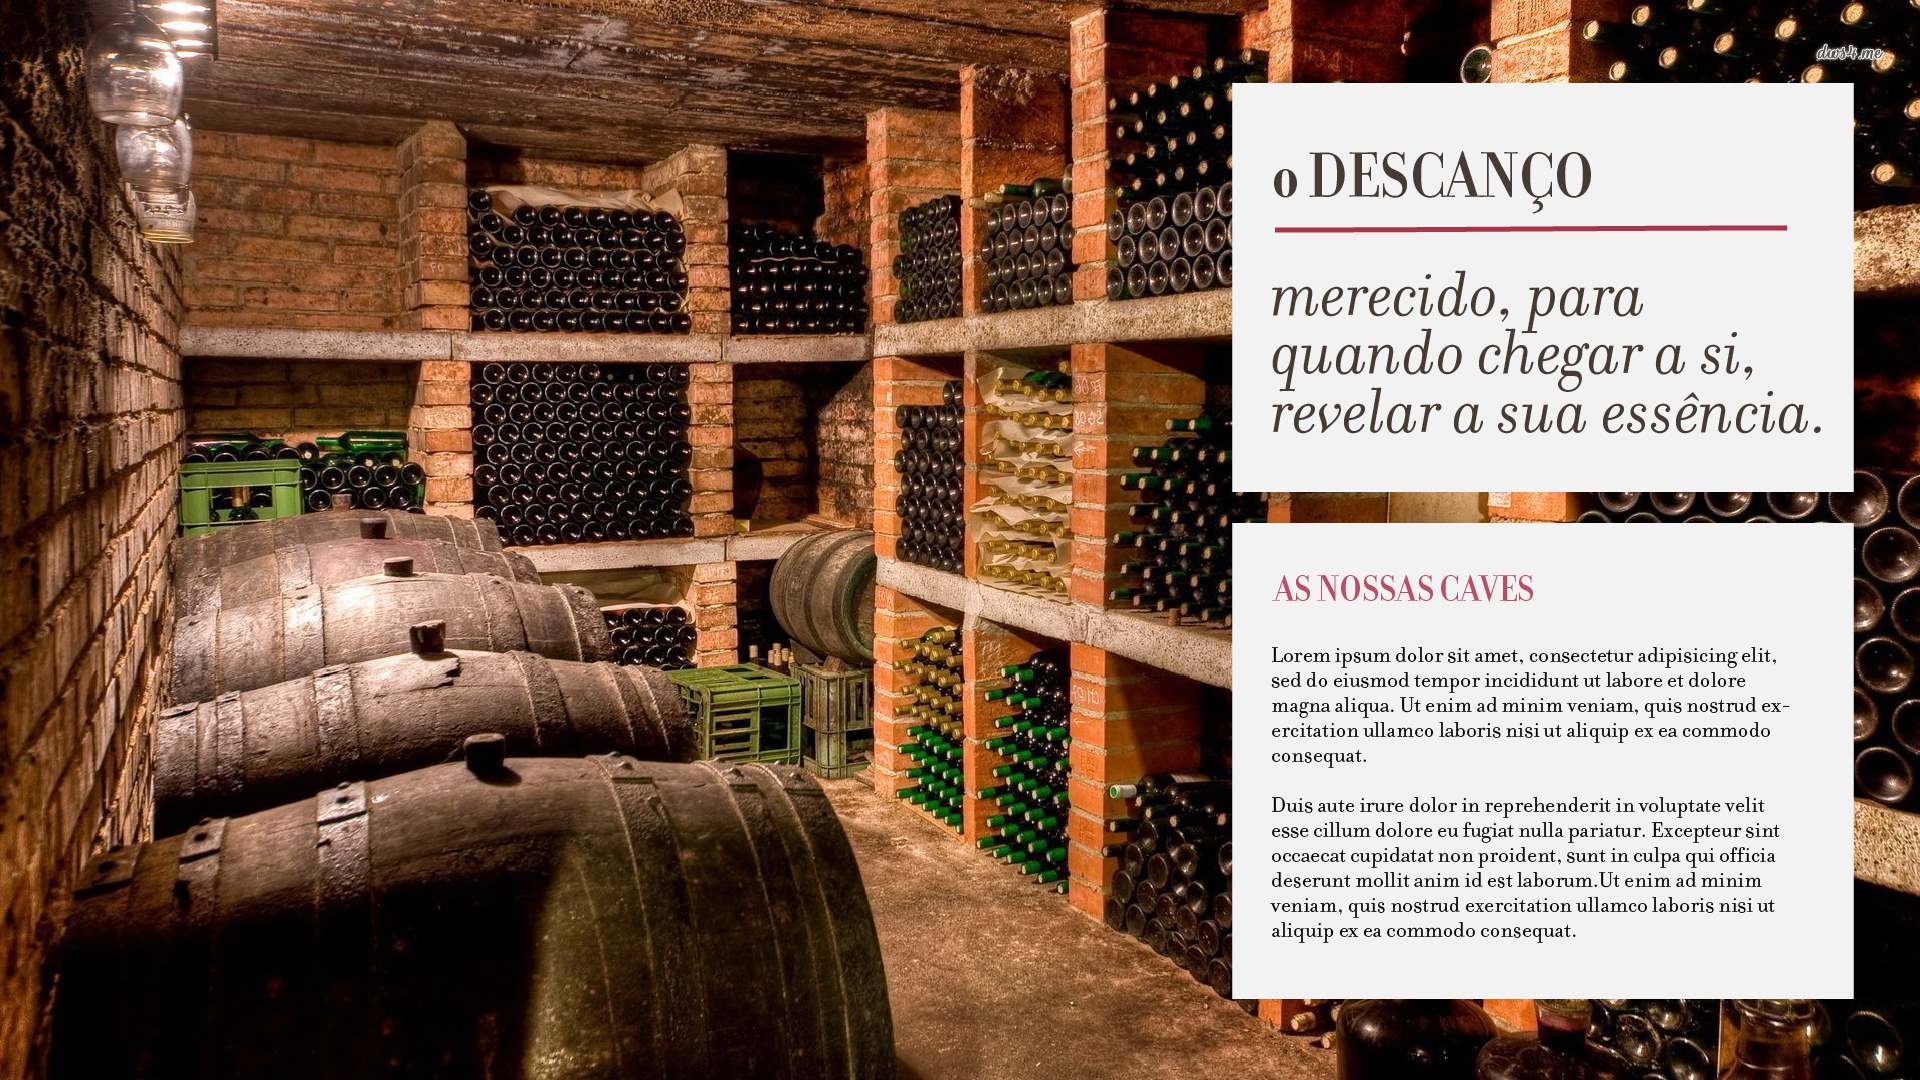 dws4.me
o DESCANÇO
merecido, para
quando chegar a si,
revelar a sua essência.
AS NOSSAS CAVES
Lorem ipsum dolor sit amet, consectetur adipisicing elit,
sed do eiusmod tempor incididunt ut labore et dolore
magna aliqua. Ut enim ad minim veniam, quis nostrud ex-
ercitation ullamco laboris nisi ut aliquip ex ea commodo
consequat.
Duis aute irure dolor in reprehenderit in voluptate velit
esse cillum dolore eu fugiat nulla pariatur. Excepteur sint
occaecat cupidatat non proident, sunt in culpa qui officia
deserunt mollit anim id est laborum.Ut enim ad minim
veniam, quis nostrud exercitation ullamco laboris nisi ut
aliquip ex ea commodo consequat.